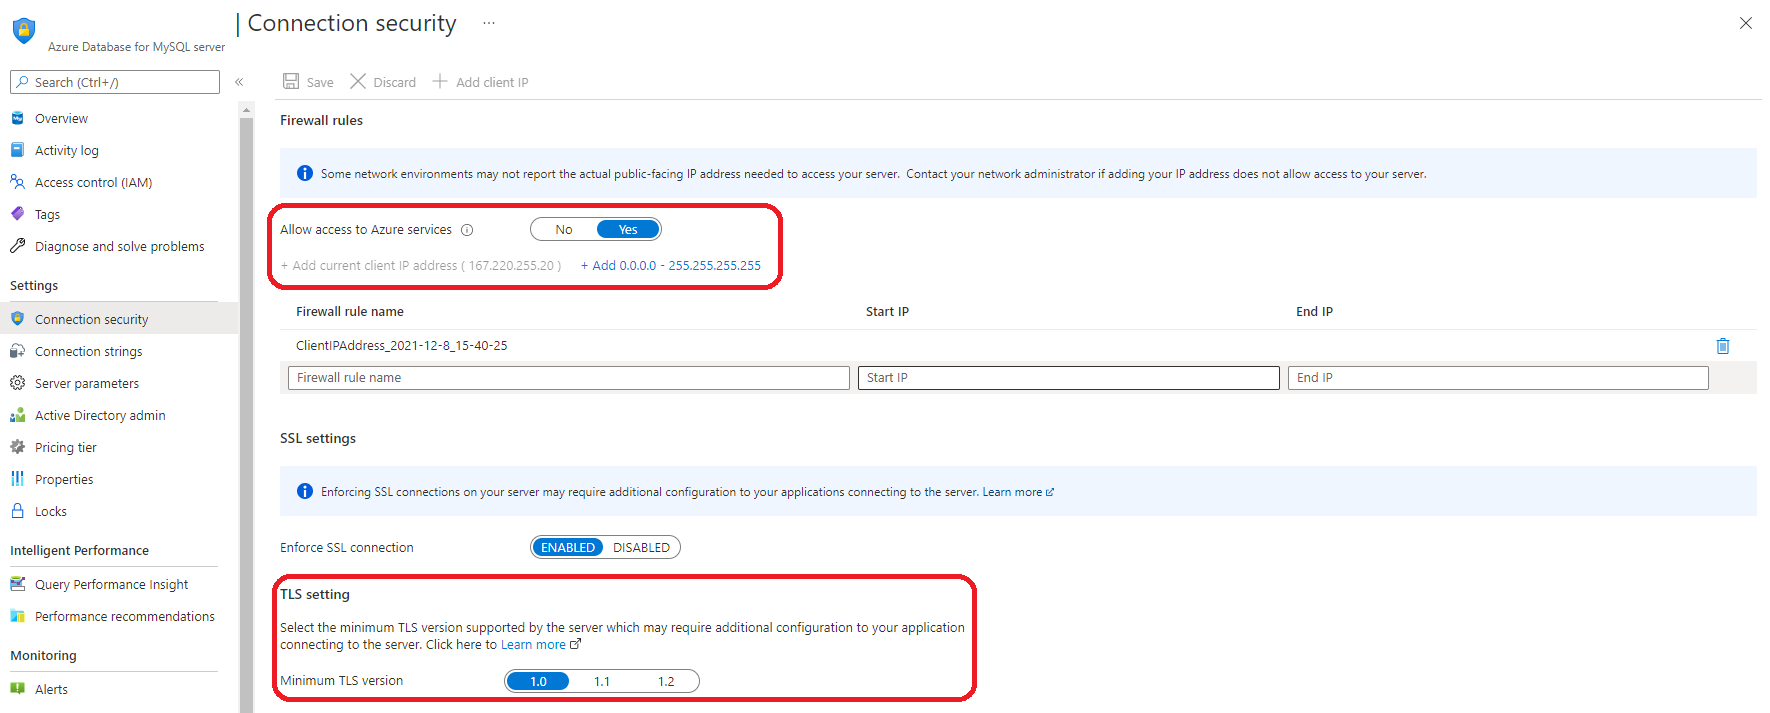 Connection security ...
Azure Database for MySQL server
Search (Ctrl+/)
«
Overview
Activity log
Access control (IAM)
Tags
Diagnose and solve problems
Settings
Connection security
Connection strings
Server parameters
Active Directory admin
Pricing tier
Properties
Locks
Intelligent Performance
Query Performance Insight
Performance recommendations
Monitoring
Alerts
Save Discard Add client IP
Firewall rules
Some network environments may not report the actual public-facing IP address needed to access your server. Contact your network administrator if adding your IP address does not allow access to your server.
Allow access to Azure services No Yes
+ Add current client IP address ( 167.220.255.20 ) + Add 0.0.0.0 - 255.255.255.255
Firewall rule name Start IP End IP
ClientIPAddress_2021-12-8_15-40-25
Firewall rule name Start IP End IP
SSL settings
Enforcing SSL connections on your server may require additional configuration to your applications connecting to the server. Learn more
Enforce SSL connection ENABLED DISABLED
TLS setting
Select the minimum TLS version supported by the server which may require additional configuration to your application
connecting to the server. Click here to Learn more
Minimum TLS version 1.0 1.1 1.2